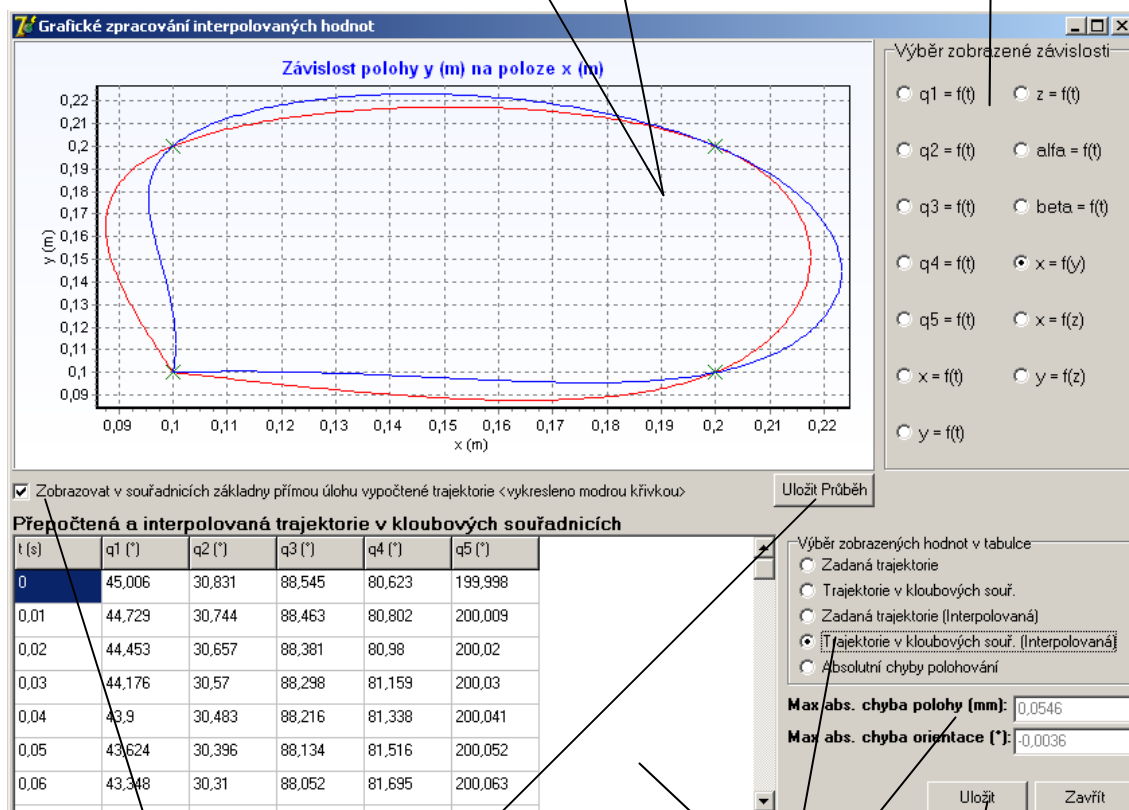 Grafické zpracování interpolovaných hodnot
Závislost polohy y (m) na poloze x (m)
0,22
0,21
0,2
0,19
0,18
0,17
0,16
0,15
0,14
0,13
0,12
0,11
0,1
0,09
y (m)
0,09 0,1 0,11 0,12 0,13 0,14 0,15 0,16 0,17 0,18 0,19 0,2 0,21 0,22
x (m)
Výběr zobrazené závislosti
q1 = f(t) z = f(t)
q2 = f(t) alfa = f(t)
q3 = f(t) beta = f(t)
q4 = f(t) x = f(y)
q5 = f(t) x = f(z)
x = f(t) y = f(z)
y = f(t)
Zobrazovat v souřadnicích základny přímou úlohu vypočtené trajektorie <vykresleno modrou křivkou>
Uložit Průběh
Přepočtená a interpolovaná trajektorie v kloubových souřadnicích
t (s) q1 (°) q2 (°) q3 (°) q4 (°) q5 (°)
0 45,006 30,831 88,545 80,623 199,998
0,01 44,729 30,744 88,463 80,802 200,009
0,02 44,453 30,657 88,381 80,98 200,02
0,03 44,176 30,57 88,298 81,159 200,03
0,04 43,9 30,483 88,216 81,338 200,041
0,05 43,624 30,396 88,134 81,516 200,052
0,06 43,348 30,31 88,052 81,695 200,063
Výběr zobrazených hodnot v tabulce
Zadaná trajektorie
Trajektorie v kloubových souř.
Zadaná trajektorie (Interpolovaná)
Trajektorie v kloubových souř. (Interpolovaná)
Absolutní chyby polohování
Max abs. chyba polohy (mm): 0,0546
Max abs. chyba orientace (°): -0,0036
Uložit Zavřít